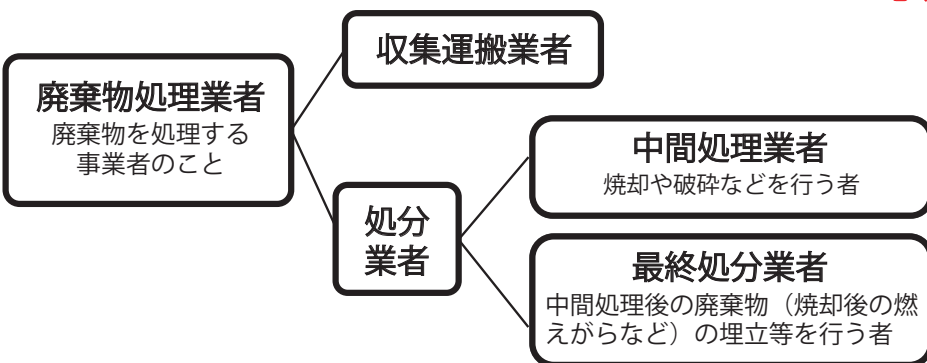 収集運搬業者
廃棄物処理業者
廃棄物を処理する
事業者のこと
中間処理業者
焼却や破砕などを行う者
処分
業者
最終処分業者
中間処理後の廃棄物（焼却後の燃
えがらなど）の埋立等を行う者